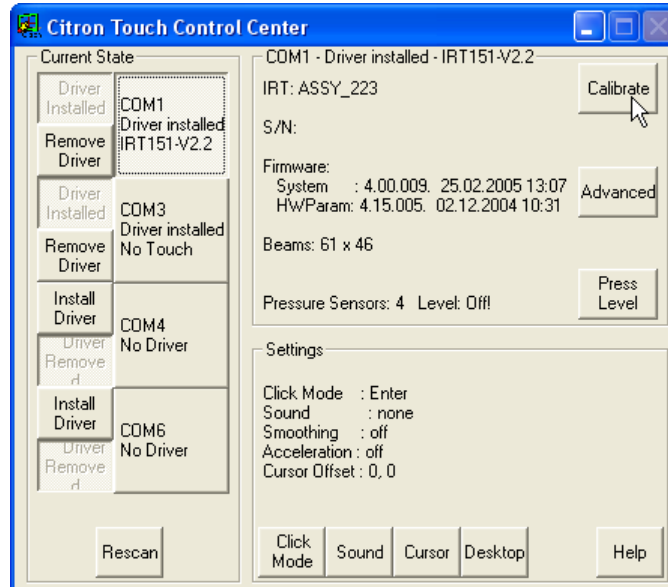 Citron Touch Control Center
Current State
Driver
Installed
Remove
Driver
COM1
Driver installed
IRT151-V2.2
Driver
Installed
Remove
Driver
COM3
Driver installed
No Touch
Install
Driver
Driver
Remove
d
COM4
No Driver
Install
Driver
Driver
Remove
d
COM6
No Driver
Rescan
COM1 - Driver installed - IRT151-V2.2
IRT: ASSY_223
S/N:
Firmware:
System : 4.00.009. 25.02.2005 13:07
HWParam: 4.15.005. 02.12.2004 10:31
Beams: 61 x 46
Pressure Sensors: 4 Level: Off!
Calibrate
Advanced
Press
Level
Settings
Click Mode : Enter
Sound : none
Smoothing : off
Acceleration : off
Cursor Offset : 0, 0
Click
Mode
Sound
Cursor
Desktop
Help